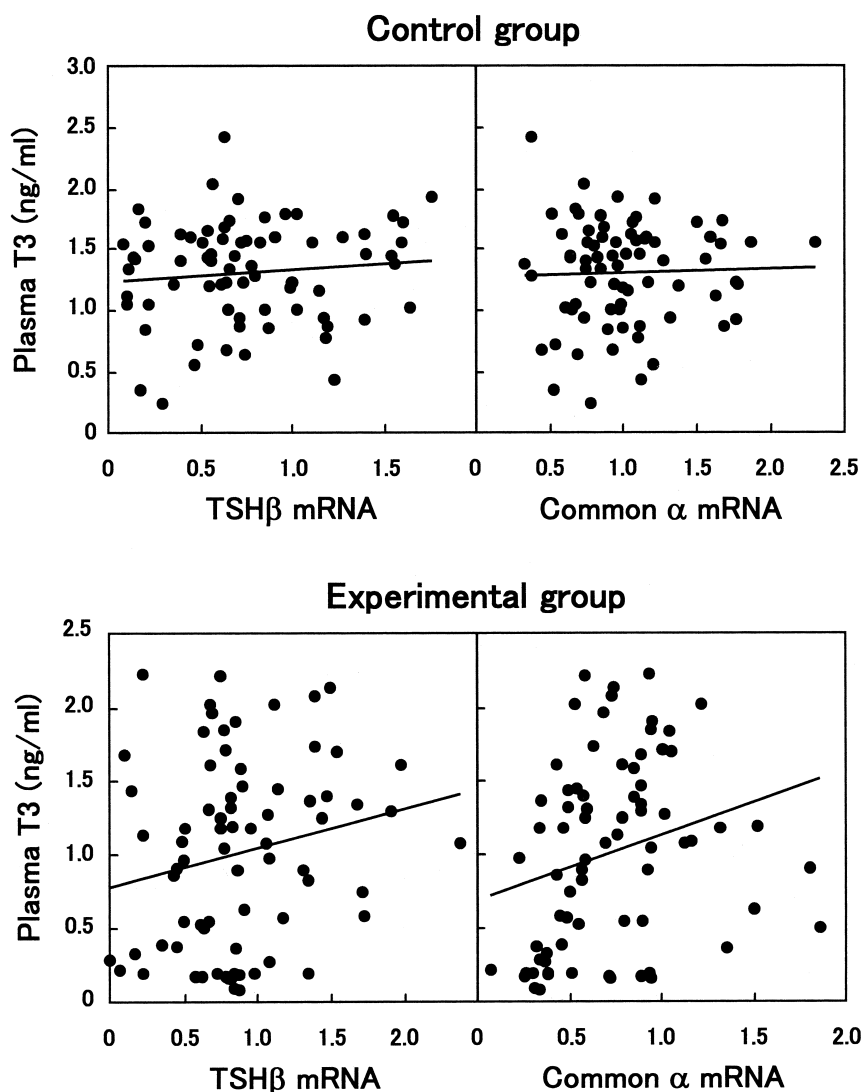 Control group
Plasma T3 (ng/ml)
3.0
2.5
2.0
1.5
1.0
0.5
0
0 0.5 1.0 1.5 0 0.5 1.0 1.5 2.0 2.5
TSHβ mRNA Common α mRNA
Experimental group
Plasma T3 (ng/ml)
2.5
2.0
1.5
1.0
0.5
0
0 0.5 1.0 1.5 2.0 0 0.5 1.0 1.5 2.0
TSHβ mRNA Common α mRNA